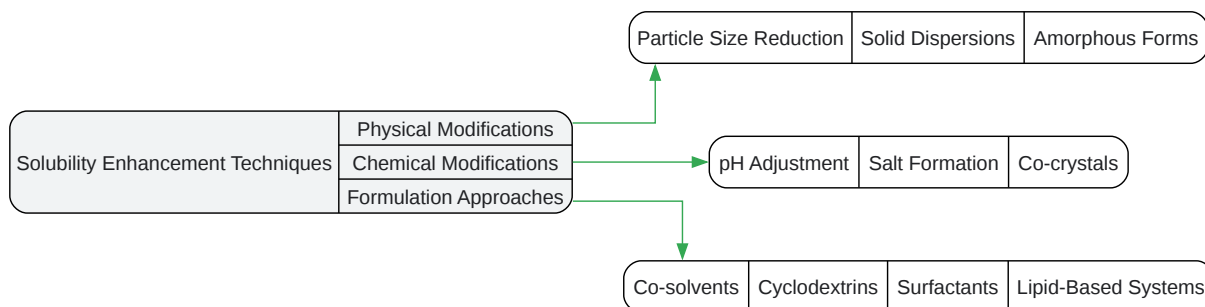 Particle Size Reduction Solid Dispersions Amorphous Forms
Solubility Enhancement Techniques
Physical Modifications
Chemical Modifications
Formulation Approaches
pH Adjustment Salt Formation Co-crystals
Co-solvents Cyclodextrins Surfactants Lipid-Based Systems